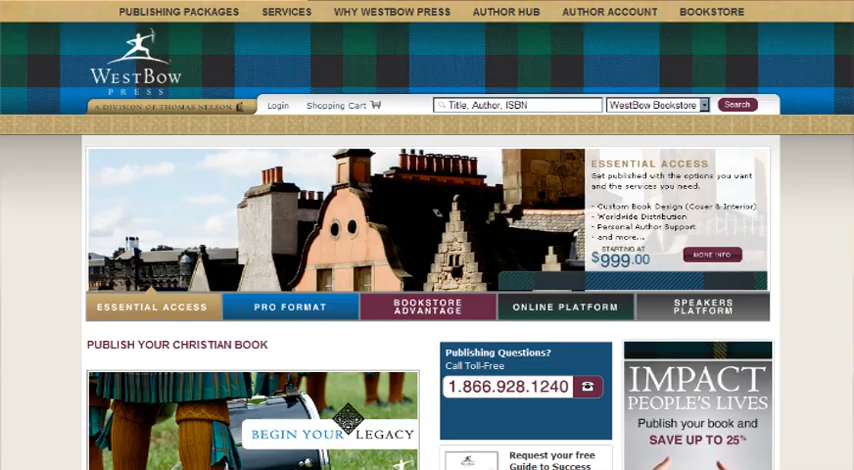 PUBLISHING PACKAGES SERVICES WHY WESTBOW PRESS AUTHOR HUB AUTHOR ACCOUNT BOOKSTORE
WESTBOW
PRESS
A DIVISION OF THOMAS NELSON
Login Shopping Cart Title, Author, ISBN WestBow Bookstore Search
ESSENTIAL ACCESS
Get published with the options you want
and the services you need.
- Custom Book Design (Cover & Interior)
- Worldwide Distribution
- Personal Author Support
- and more...
STARTING AT
$999.00
MORE INFO
ESSENTIAL ACCESS PRO FORMAT BOOKSTORE ADVANTAGE ONLINE PLATFORM SPEAKERS PLATFORM
PUBLISH YOUR CHRISTIAN BOOK
BEGIN YOUR LEGACY
Publishing Questions?
Call Toll-Free
1.866.928.1240
Request your free
Guide to Success
IMPACT
PEOPLE'S LIVES
Publish your book and
SAVE UP TO 25%